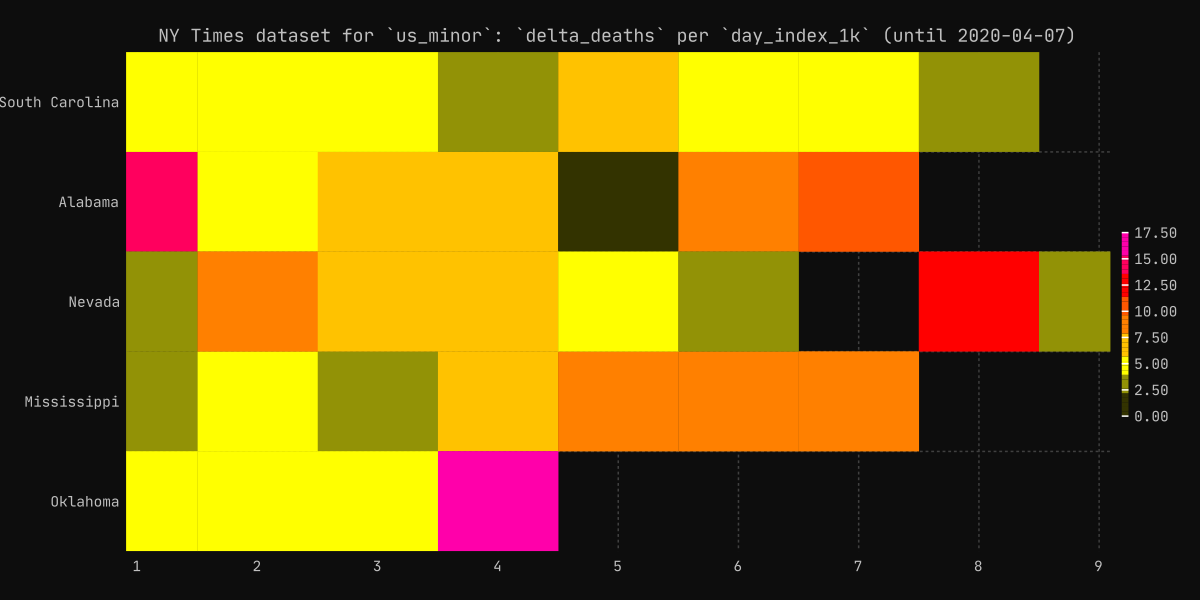 NY Times dataset for `us_minor`: `delta_deaths` per `day_index_1k` (until 2020-04-07)
South Carolina
Alabama
Nevada
Mississippi
Oklahoma
17.50
15.00
12.50
10.00
7.50
5.00
2.50
0.00
1 2 3 4 5 6 7 8 9